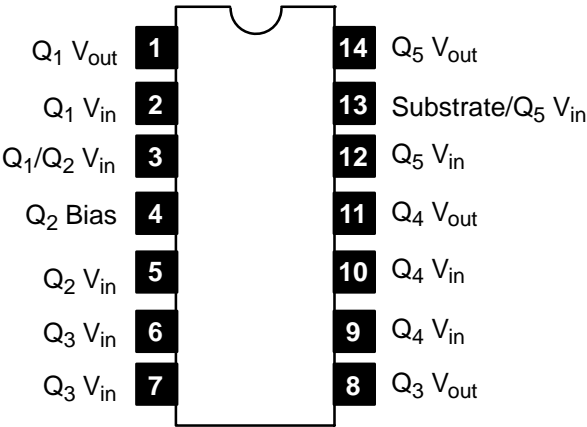 Q1 Vout 1 14 Q5 Vout
Q1 Vin 2 13 Substrate/Q5 Vin
Q1/Q2 Vin 3 12 Q5 Vin
Q2 Bias 4 11 Q4 Vout
Q2 Vin 5 10 Q4 Vin
Q3 Vin 6 9 Q4 Vin
Q3 Vin 7 8 Q3 Vout